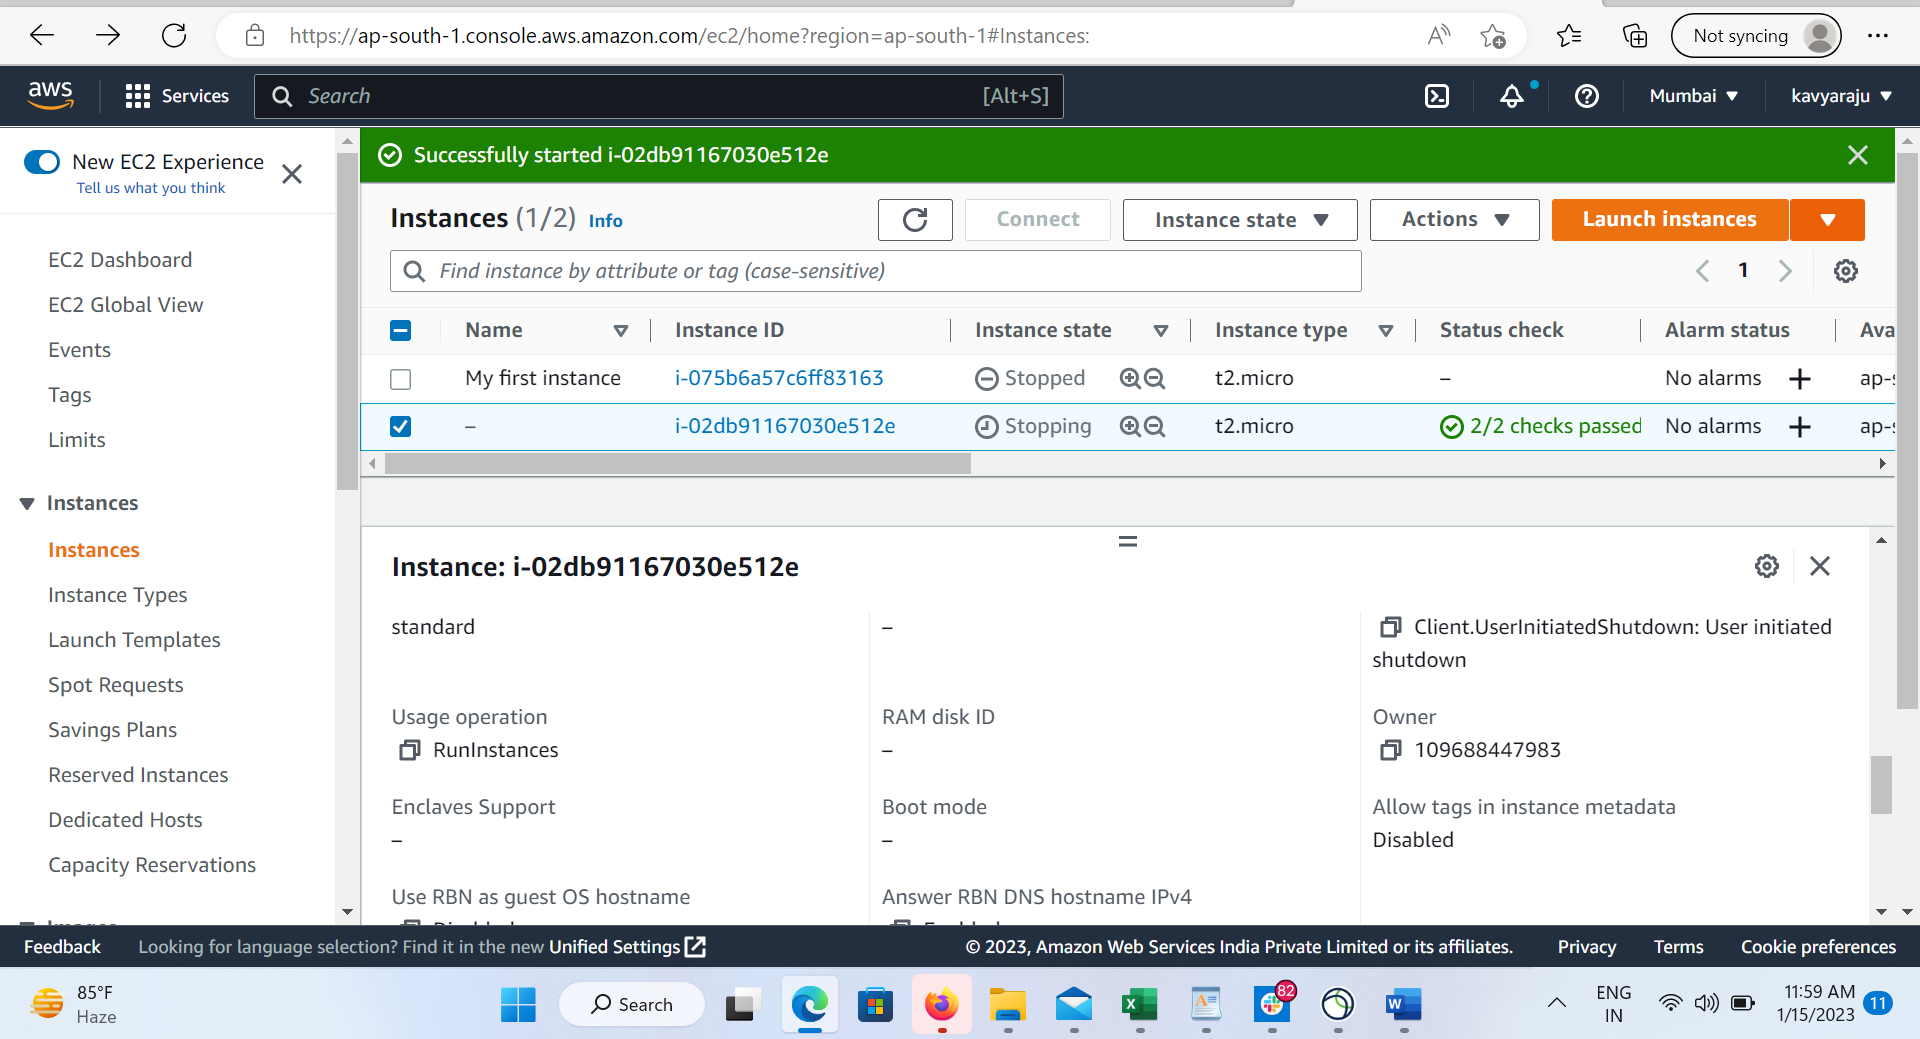 https://ap-south-1.console.aws.amazon.com/ec2/home?region=ap-south-1#Instances:
Not syncing
aws
Services
Search
[Alt+S]
Mumbai
kavyaraju
New EC2 Experience
Tell us what you think
EC2 Dashboard
EC2 Global View
Events
Tags
Limits
Instances
Instances
Instance Types
Launch Templates
Spot Requests
Savings Plans
Reserved Instances
Dedicated Hosts
Capacity Reservations
Images
Successfully started i-02db91167030e512e
Instances (1/2) Info
Connect
Instance state
Actions
Launch instances
Find instance by attribute or tag (case-sensitive)
1
Name Instance ID Instance state Instance type Status check Alarm status Ava
My first instance i-075b6a57c6ff83163 Stopped t2.micro – No alarms + ap-s
– i-02db91167030e512e Stopping t2.micro 2/2 checks passed No alarms + ap-s
Instance: i-02db91167030e512e
standard
–
Client.UserInitiatedShutdown: User initiated
shutdown
Usage operation
RunInstances
RAM disk ID
–
Owner
109688447983
Enclaves Support
–
Boot mode
–
Allow tags in instance metadata
Disabled
Use RBN as guest OS hostname
Disabled
Answer RBN DNS hostname IPv4
Enabled
Feedback
Looking for language selection? Find it in the new Unified Settings
© 2023, Amazon Web Services India Private Limited or its affiliates.
Privacy
Terms
Cookie preferences
85°F
Haze
Search
82
ENG
IN
11:59 AM
1/15/2023
11